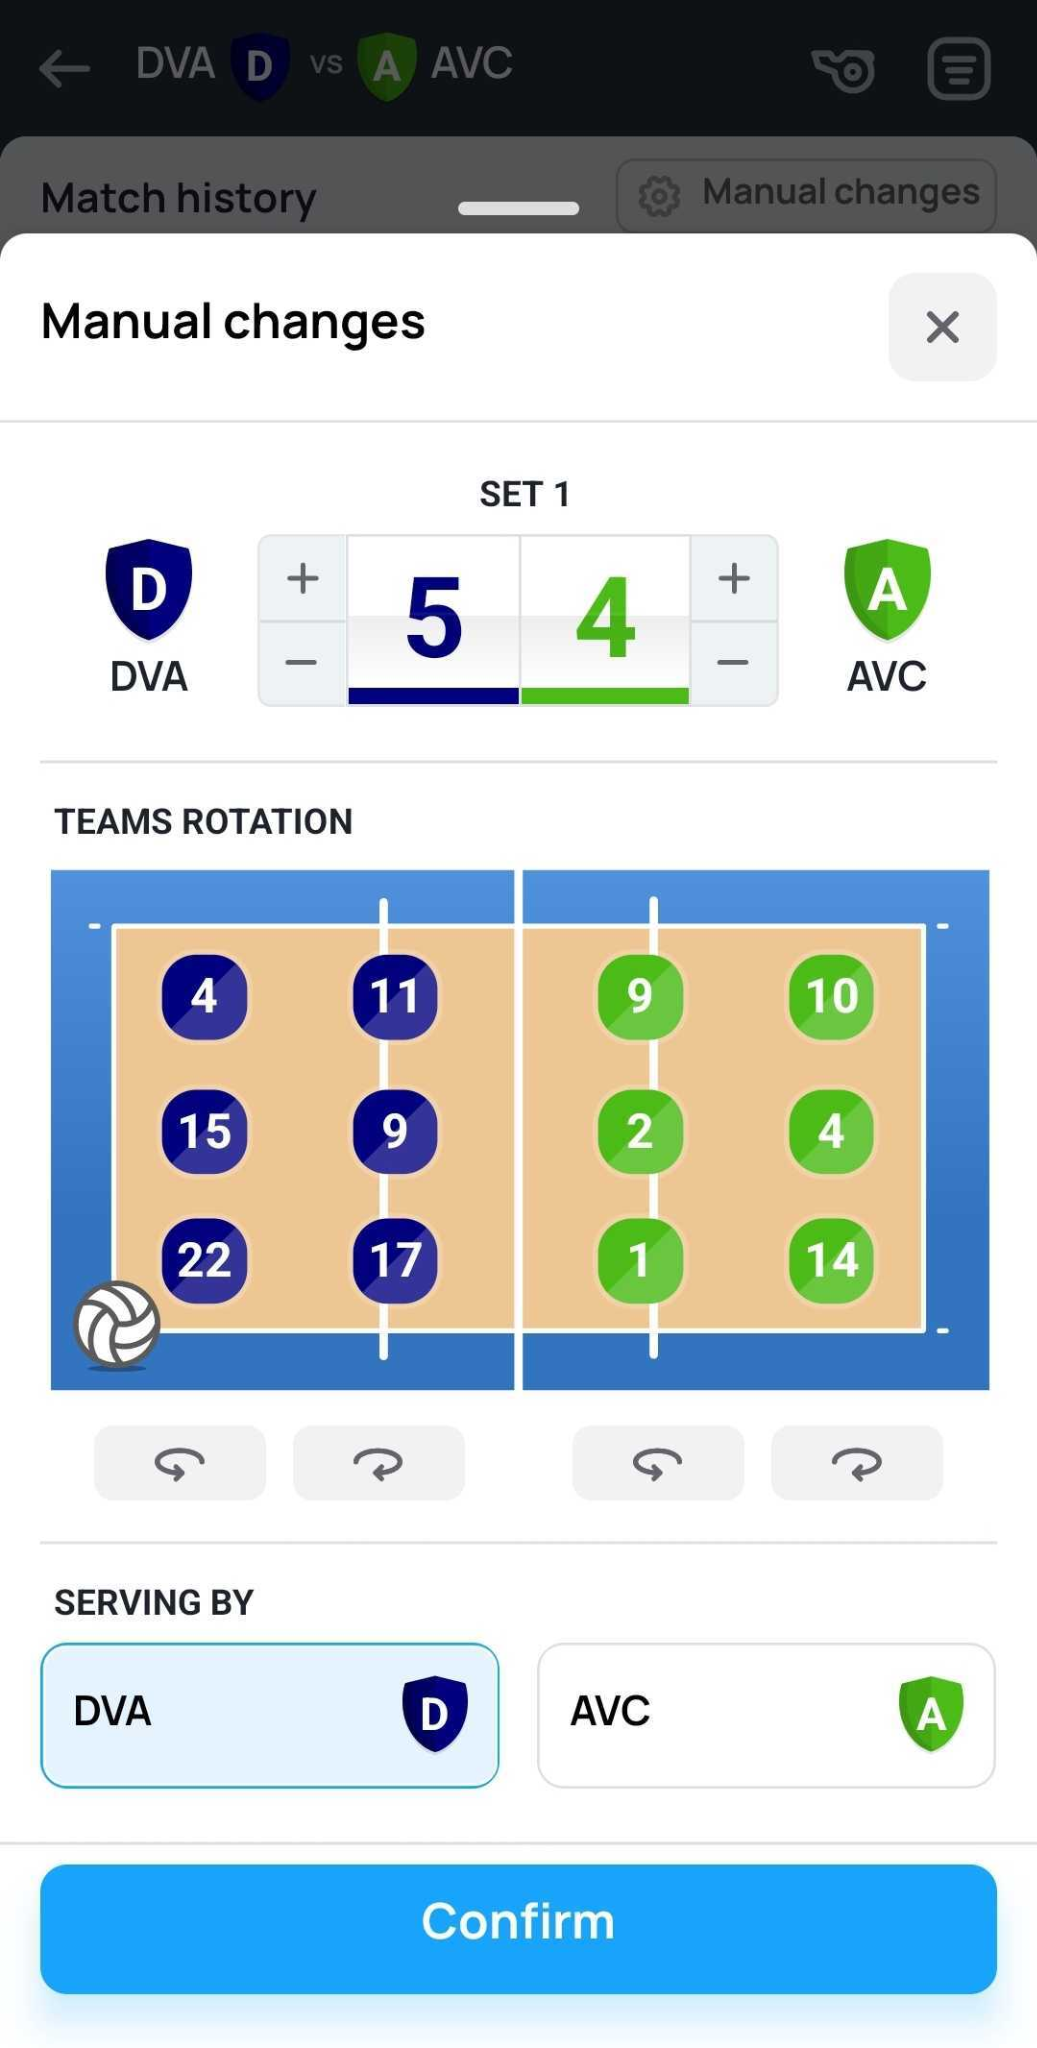 DVA D vs A AVC
Match history Manual changes
Manual changes
SET 1
D 5 4 A
DVA AVC
TEAMS ROTATION
4 11 9 10
15 9 2 4
22 17 1 14
SERVING BY
DVA D AVC A
Confirm